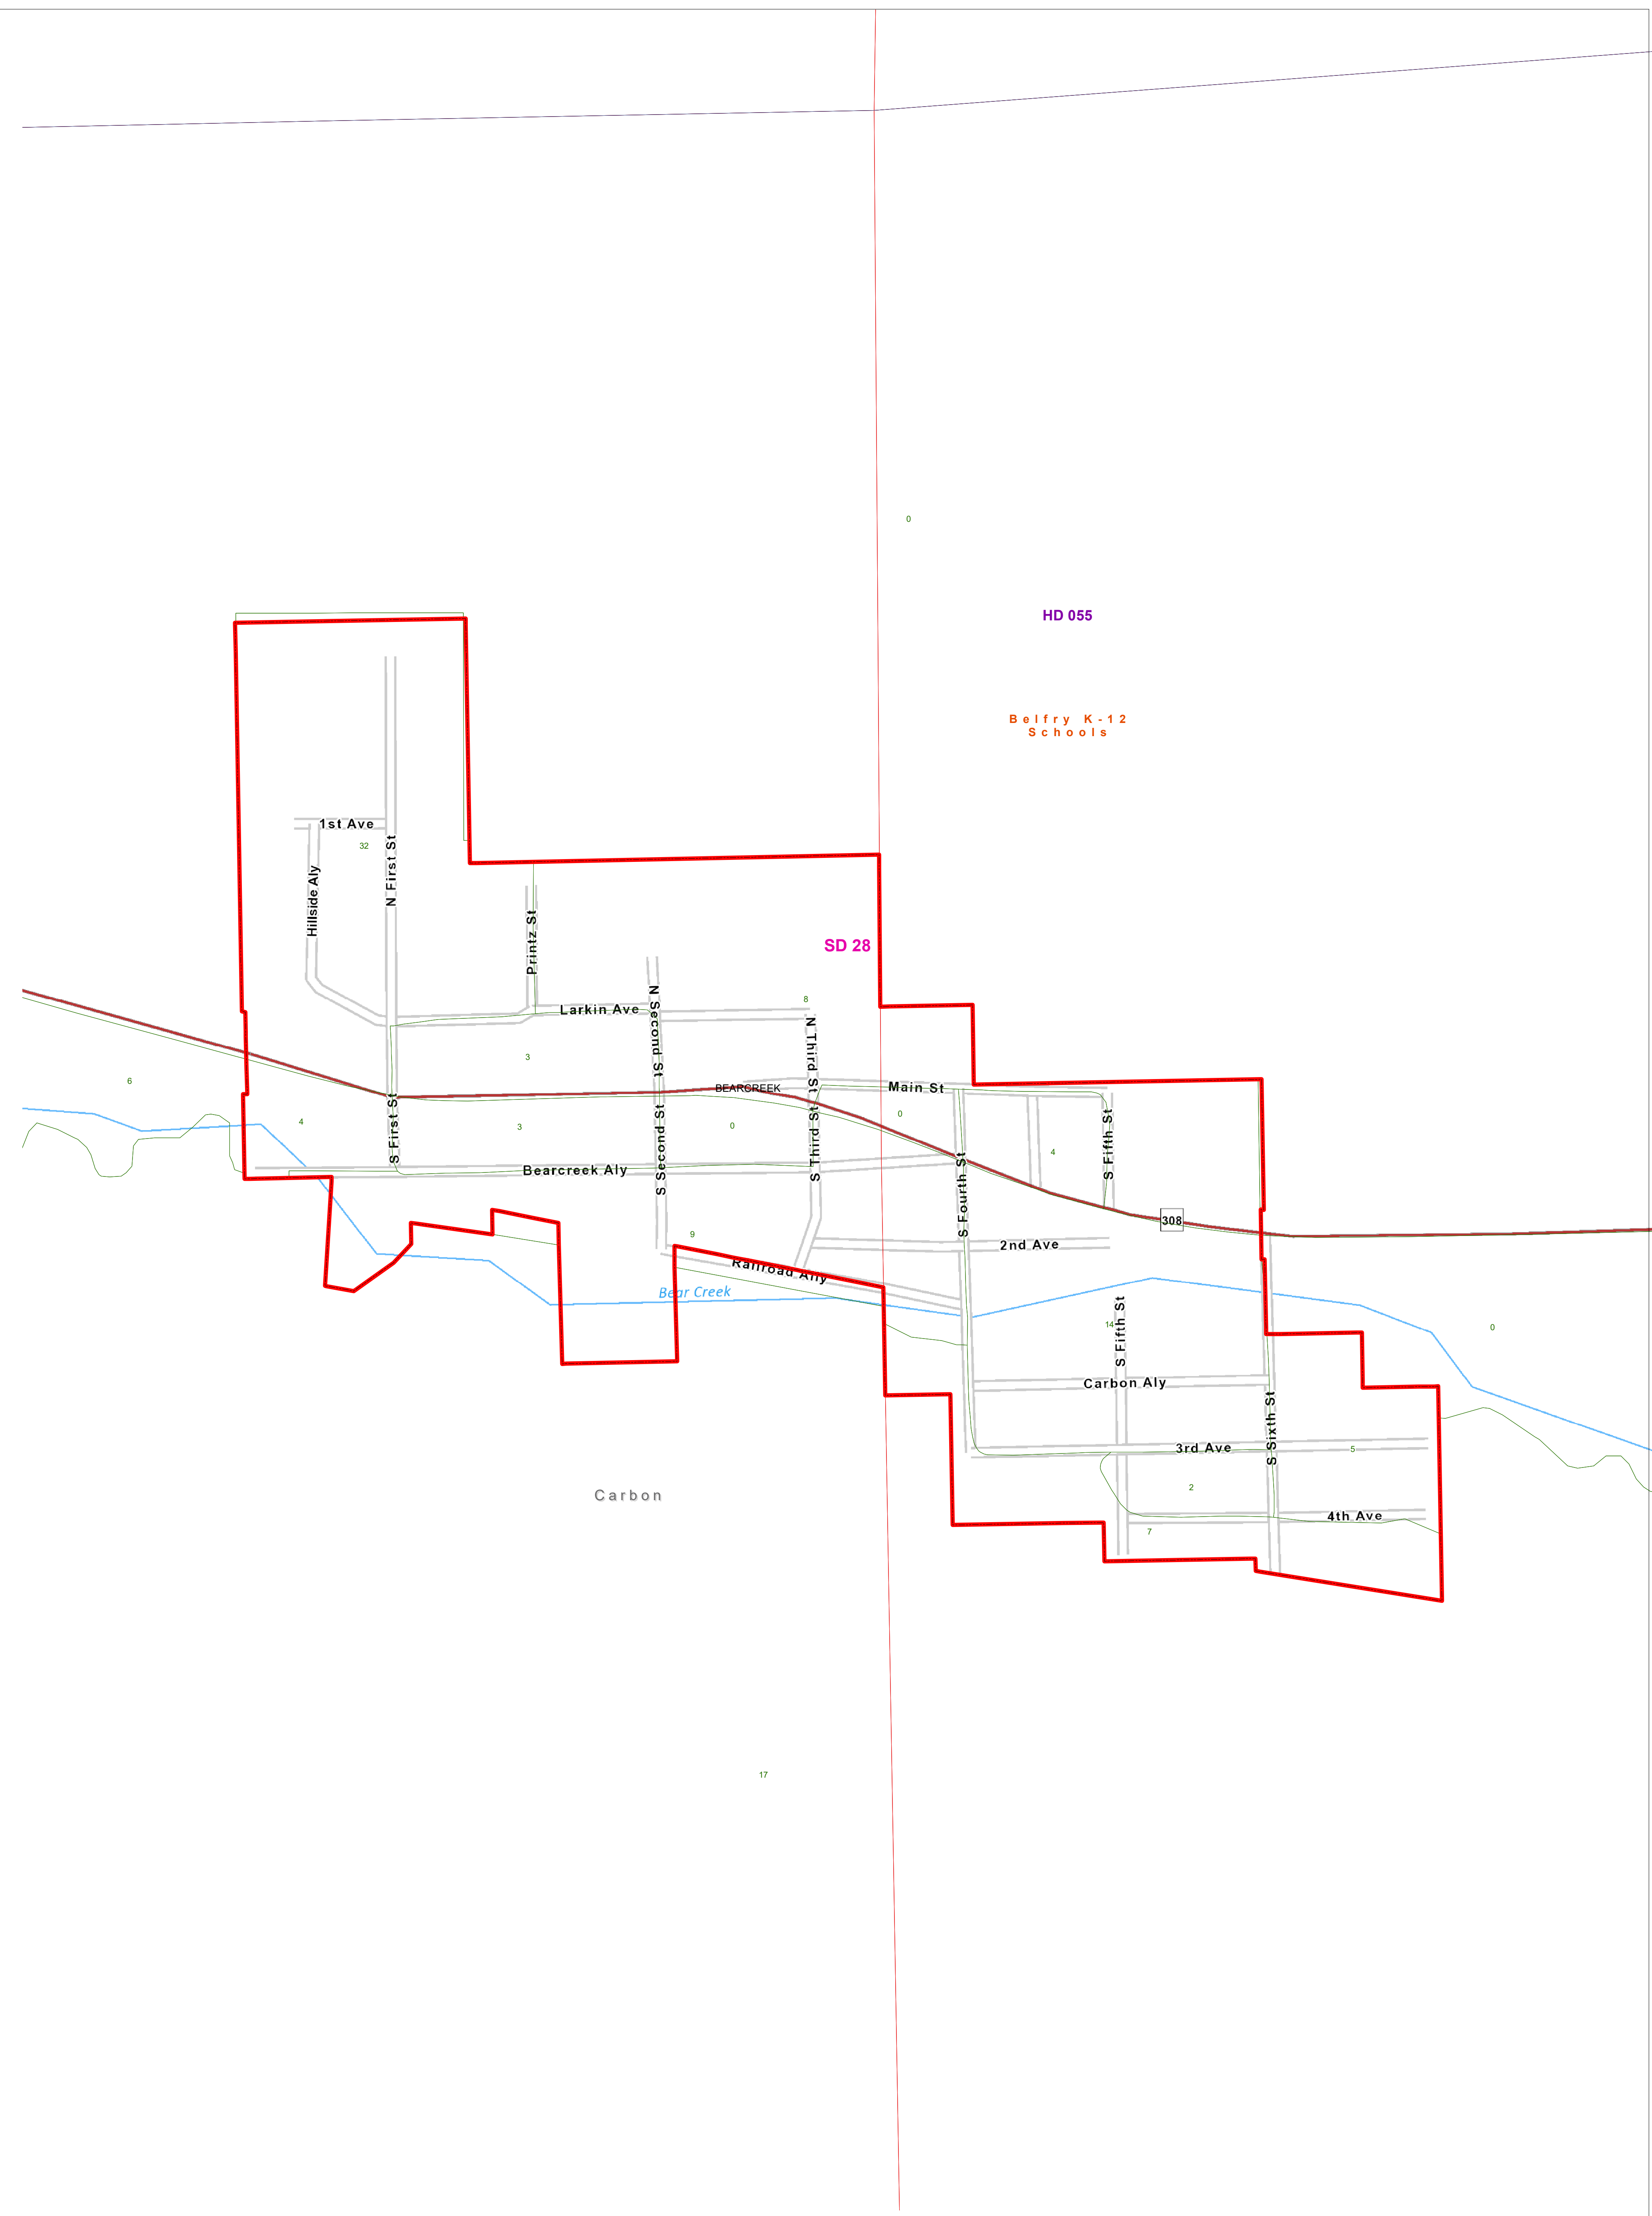 0
HD 055
Belfry K-12
Schools
1st Ave
32
N First St
Hillside Aly
Printz St
SD 28
N Second St
8
Larkin Ave
N Third St
3
6
BEARCREEK
Main St
0
4
3
0
S First St
S Second St
S Third St
S Fifth St
4
Bearcreek Aly
S Fourth St
308
9
2nd Ave
Railroad Ally
Bear Creek
14
S Fifth St
0
Carbon Aly
S Sixth St
3rd Ave
5
2
Carbon
4th Ave
7
17